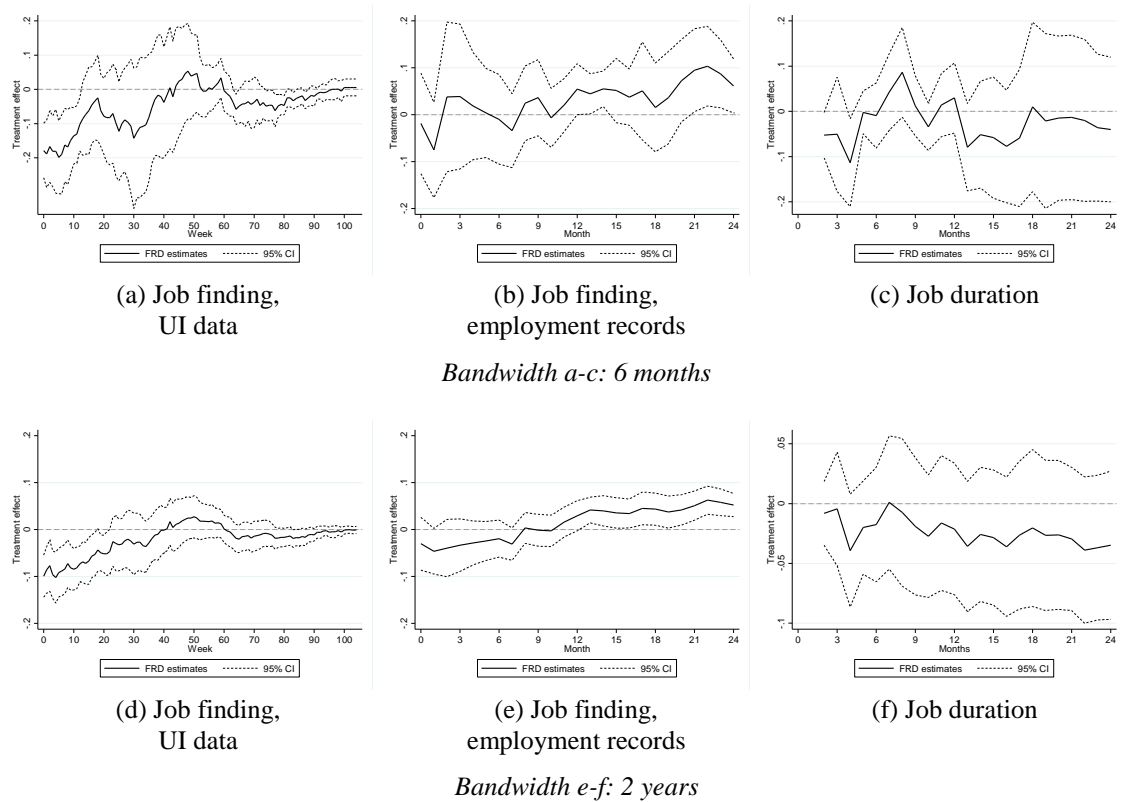 .2
.1
0
-.1
-.2
Treatment effect
0 10 20 30 40 50 60 70 80 90 100
Week
FRD estimates 95% CI
(a) Job finding,
UI data
.2
.1
0
-.1
-.2
Treatment effect
0 3 6 9 12 15 18 21 24
Month
FRD estimates 95% CI
(b) Job finding,
employment records
.2
.1
0
-.1
-.2
Treatment effect
0 3 6 9 12 15 18 21 24
Months
FRD estimates 95% CI
(c) Job duration
Bandwidth a-c: 6 months
.2
.1
0
-.1
-.2
Treatment effect
0 10 20 30 40 50 60 70 80 90 100
Week
FRD estimates 95% CI
(d) Job finding,
UI data
.2
.1
0
-.1
-.2
Treatment effect
0 3 6 9 12 15 18 21 24
Month
FRD estimates 95% CI
(e) Job finding,
employment records
.05
0
-.05
-.1
Treatment effect
0 3 6 9 12 15 18 21 24
Months
FRD estimates 95% CI
(f) Job duration
Bandwidth e-f: 2 years